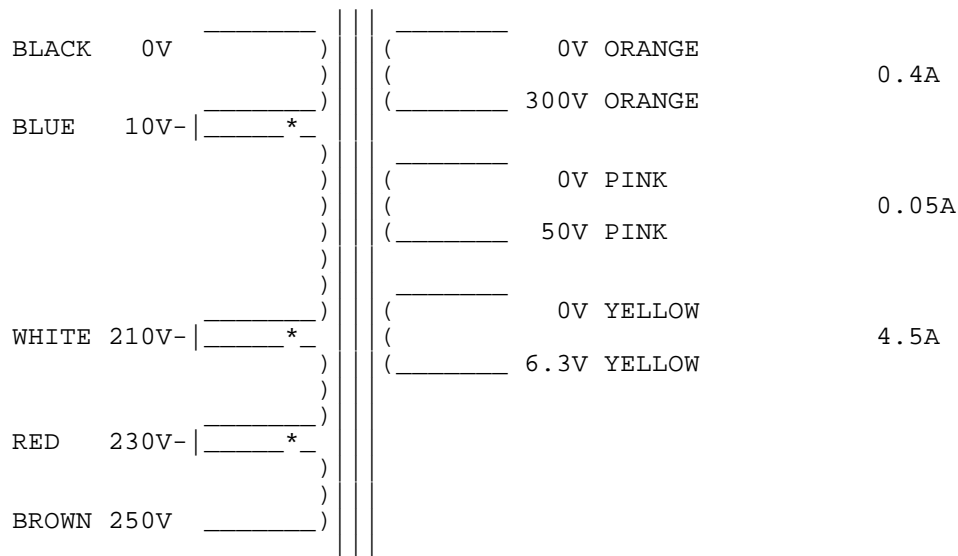 BLACK 0V 0V ORANGE
0.4A
300V ORANGE
BLUE 10V
0V PINK
0.05A
50V PINK
0V YELLOW
WHITE 210V 4.5A
6.3V YELLOW
RED 230V
BROWN 250V